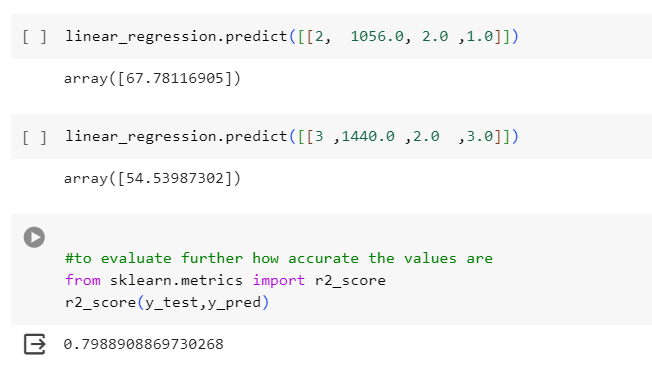 [ ] linear_regression.predict([[2,  1056.0, 2.0 ,1.0]])
array([67.78116905])
[ ] linear_regression.predict([[3 ,1440.0 ,2.0  ,3.0]])
array([54.53987302])
#to evaluate further how accurate the values are
from sklearn.metrics import r2_score
r2_score(y_test,y_pred)
0.7988908869730268